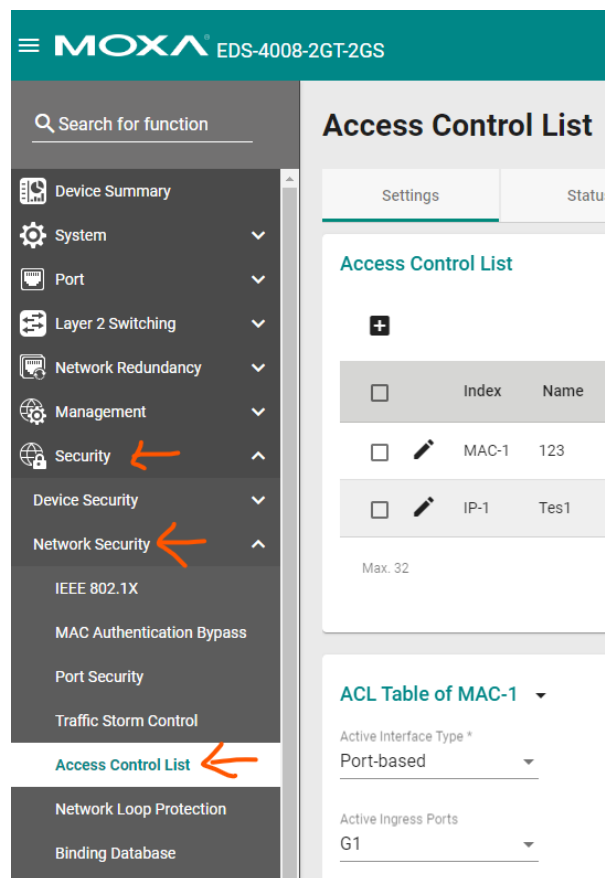 MOXA EDS-4008-2GT-2GS
Search for function
Device Summary
System
Port
Layer 2 Switching
Network Redundancy
Management
Security
Device Security
Network Security
IEEE 802.1X
MAC Authentication Bypass
Port Security
Traffic Storm Control
Access Control List
Network Loop Protection
Binding Database
Access Control List
Settings Statu
Access Control List
Index Name
MAC-1 123
IP-1 Tes1
Max. 32
ACL Table of MAC-1
Active Interface Type *
Port-based
Active Ingress Ports
G1